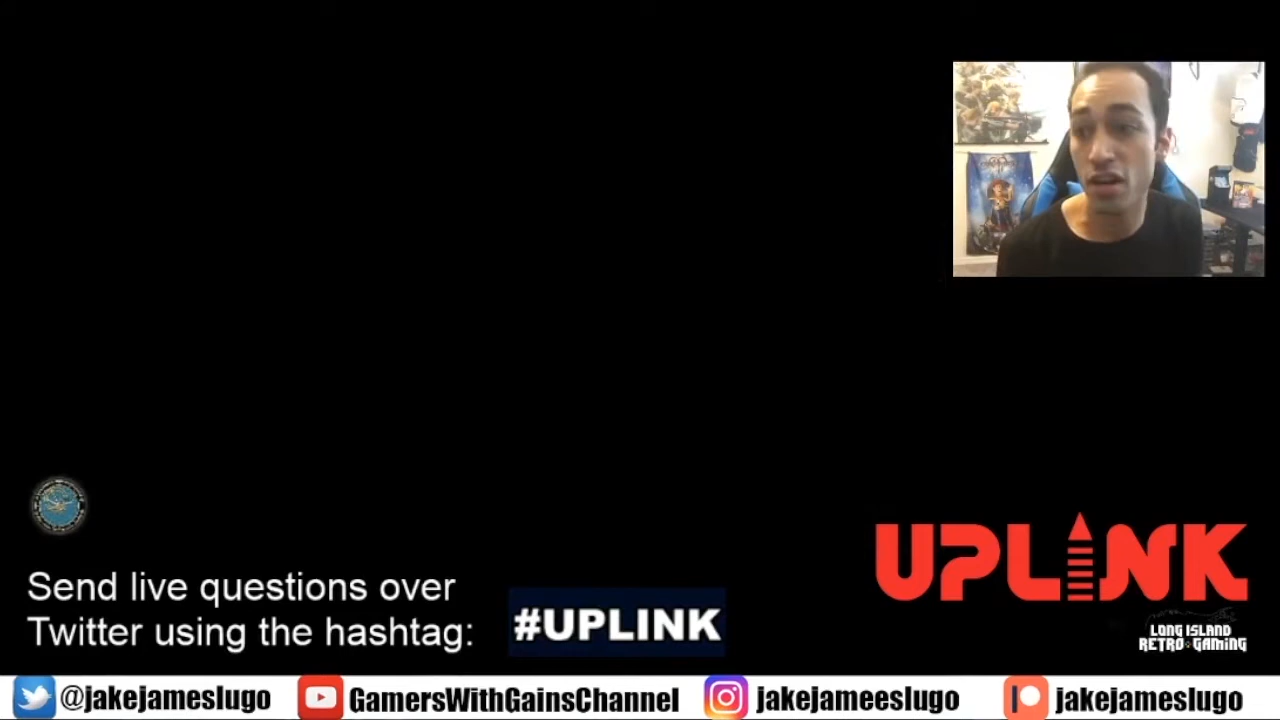 Send live questions over
Twitter using the hashtag:
#UPLINK
UPLINK
LONG ISLAND
RETRO GAMING
@jakejameslugo
GamersWithGainsChannel
jakejameeslugo
jakejameslugo